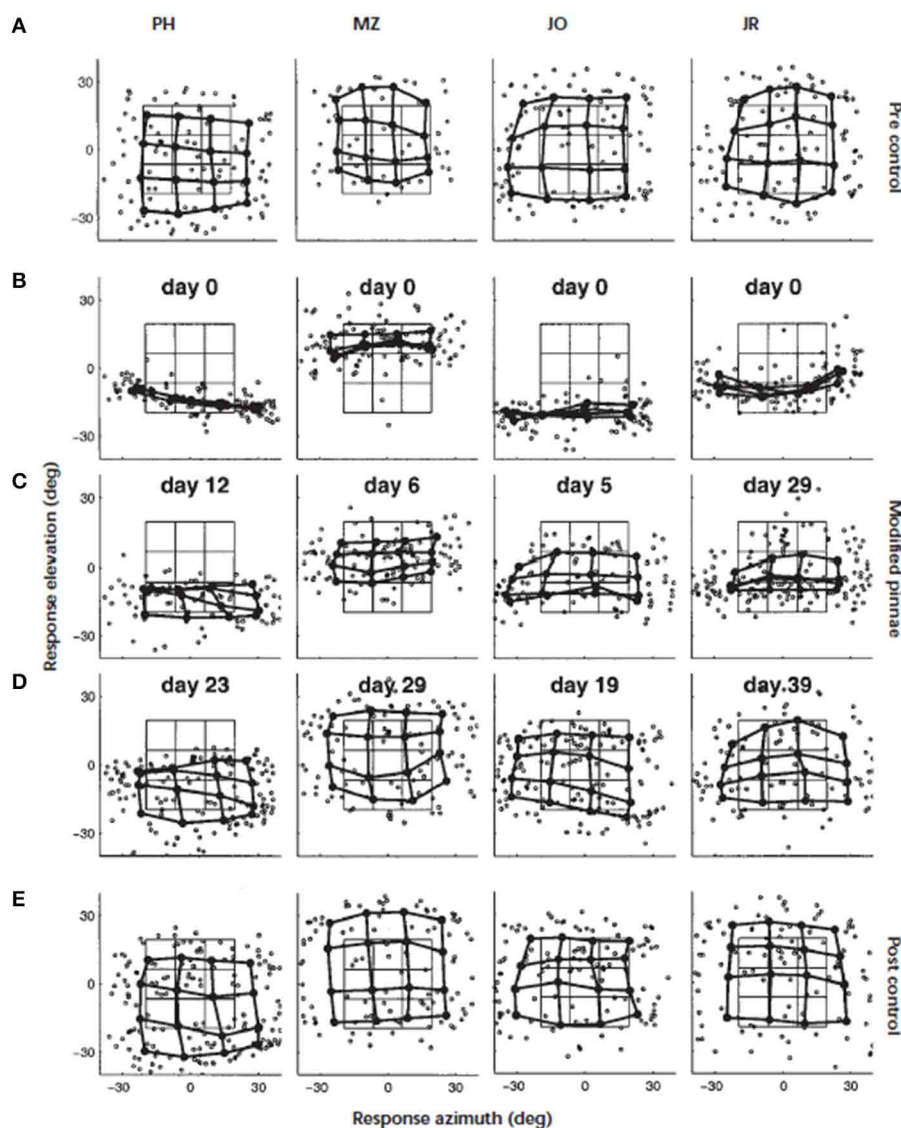 A PH MZ JO JR
30
0
−30
−30 0 30
Pre control
B day 0 day 0 day 0 day 0
30
0
−30
C day 12 day 6 day 5 day 29
30
0
−30
D day 23 day 29 day 19 day 39
30
0
−30
Modified pinnae
Response elevation (deg)
E
30
0
−30
Post control
−30 0 30 −30 0 30 −30 0 30 −30 0 30
Response azimuth (deg)